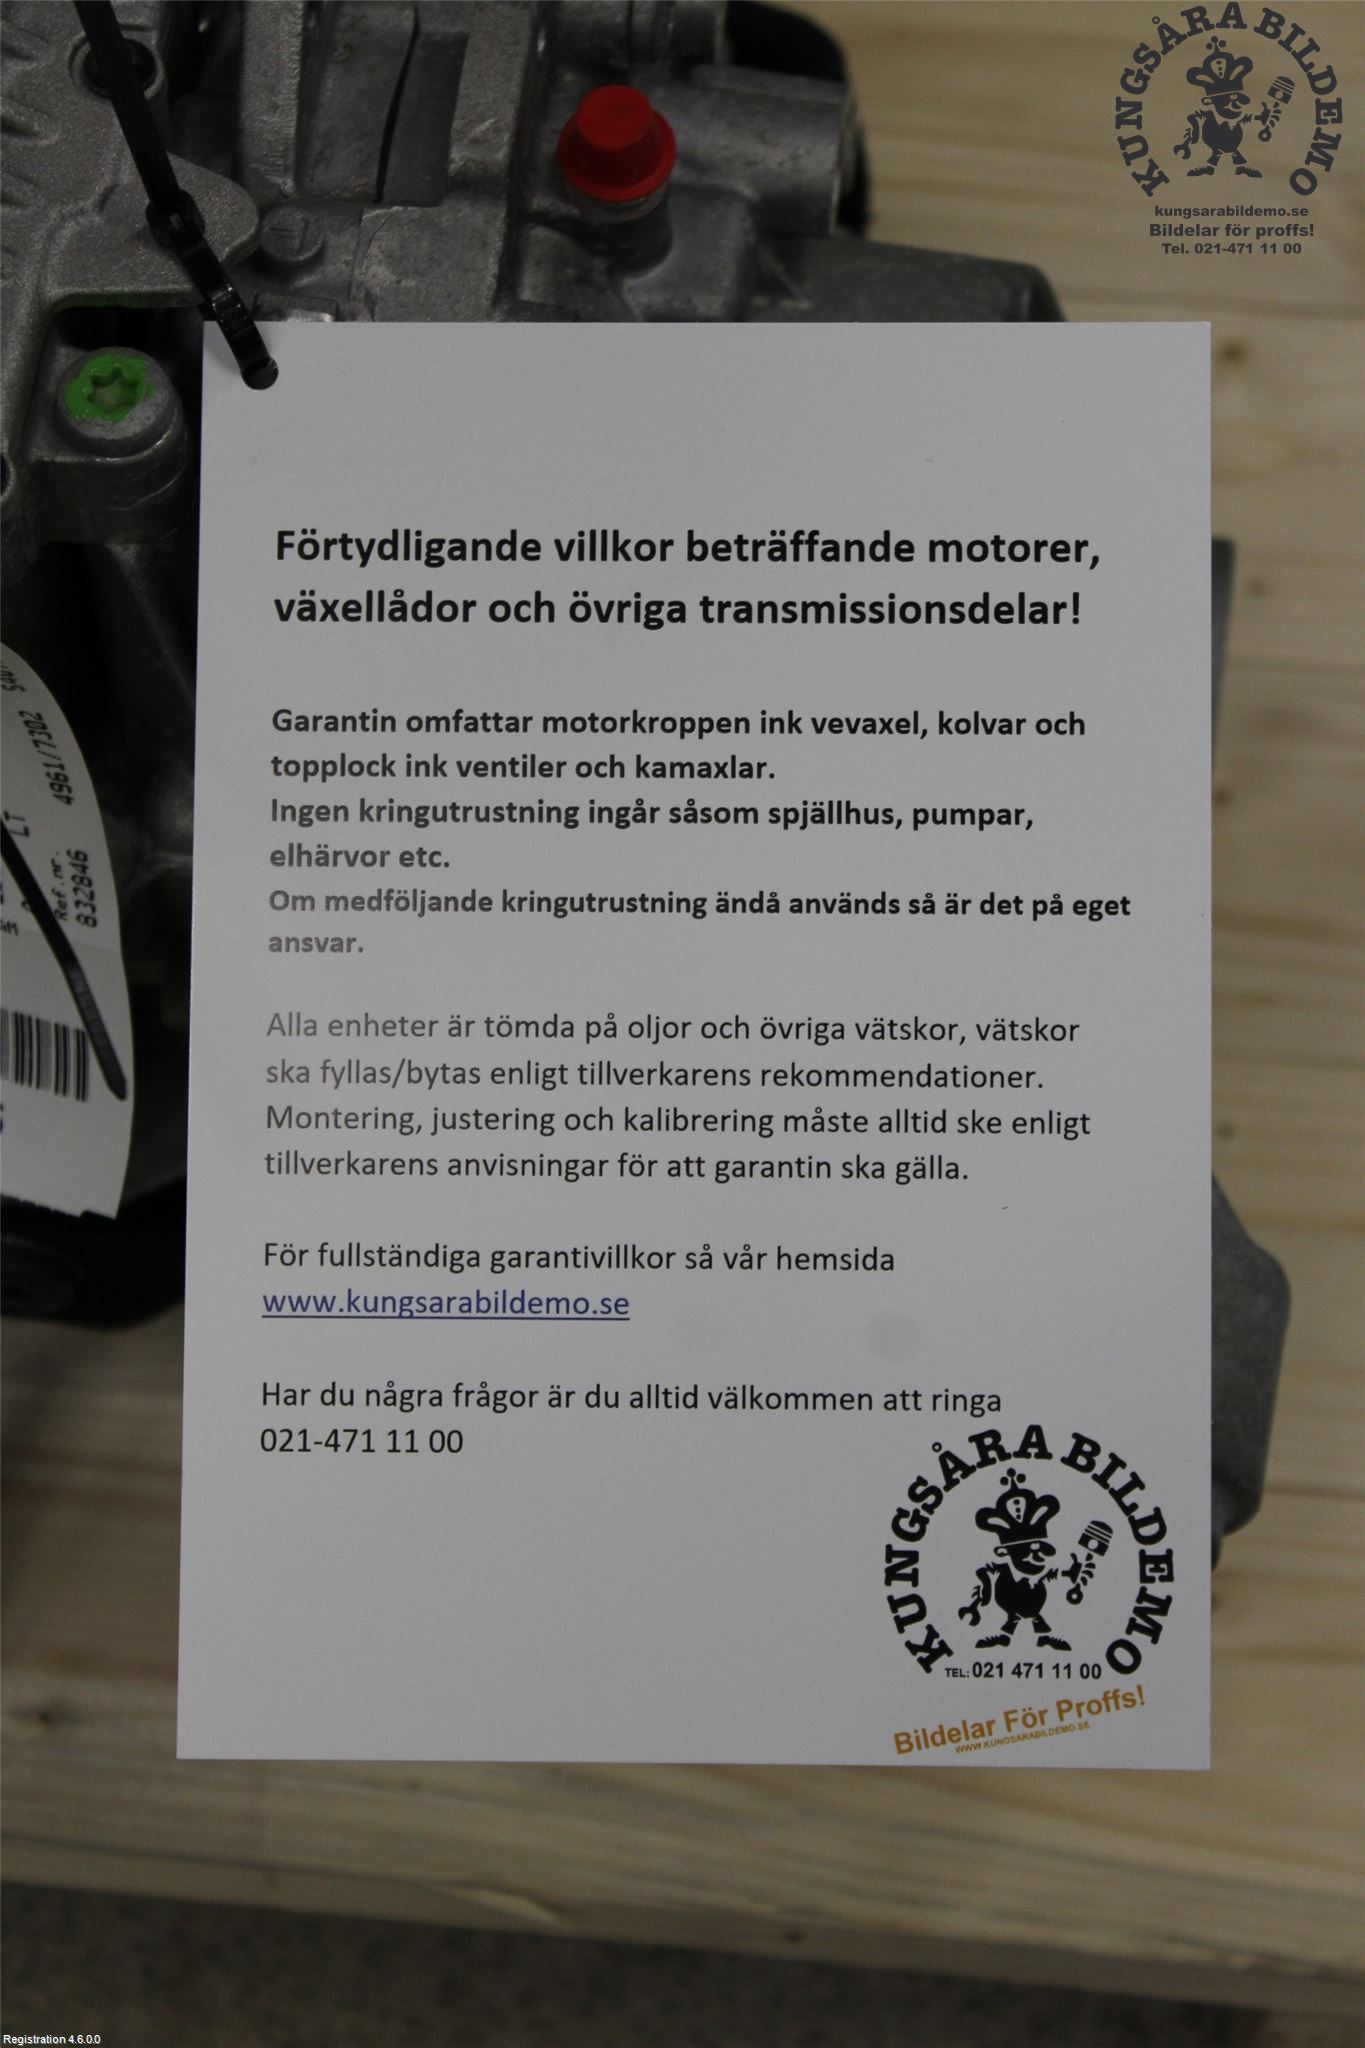 KUNGSÅRA BILDEMO
kungsarabildemo.se
Bildelar för proffs!
Tel. 021-471 11 00
Förtydligande villkor beträffande motorer,
växellådor och övriga transmissionsdelar!
Garantin omfattar motorkroppen ink vevaxel, kolvar och
topplock ink ventiler och kamaxlar.
Ingen kringutrustning ingår såsom spjällhus, pumpar,
elhärvor etc.
Om medföljande kringutrustning ändå används så är det på eget
ansvar.
Alla enheter är tömda på oljor och övriga vätskor, vätskor
ska fyllas/bytas enligt tillverkarens rekommendationer.
Montering, justering och kalibrering måste alltid ske enligt
tillverkarens anvisningar för att garantin ska gälla.
För fullständiga garantivillkor så vår hemsida
www.kungsarabildemo.se
Har du några frågor är du alltid välkommen att ringa
021-471 11 00
KUNGSÅRA BILDEMO
TEL: 021 471 11 00
Bildelar För Proffs!
WWW.KUNGSARABILDEMO.SE
4961/7302
LT
Ref.nr.
832846
Registration 4.6.0.0